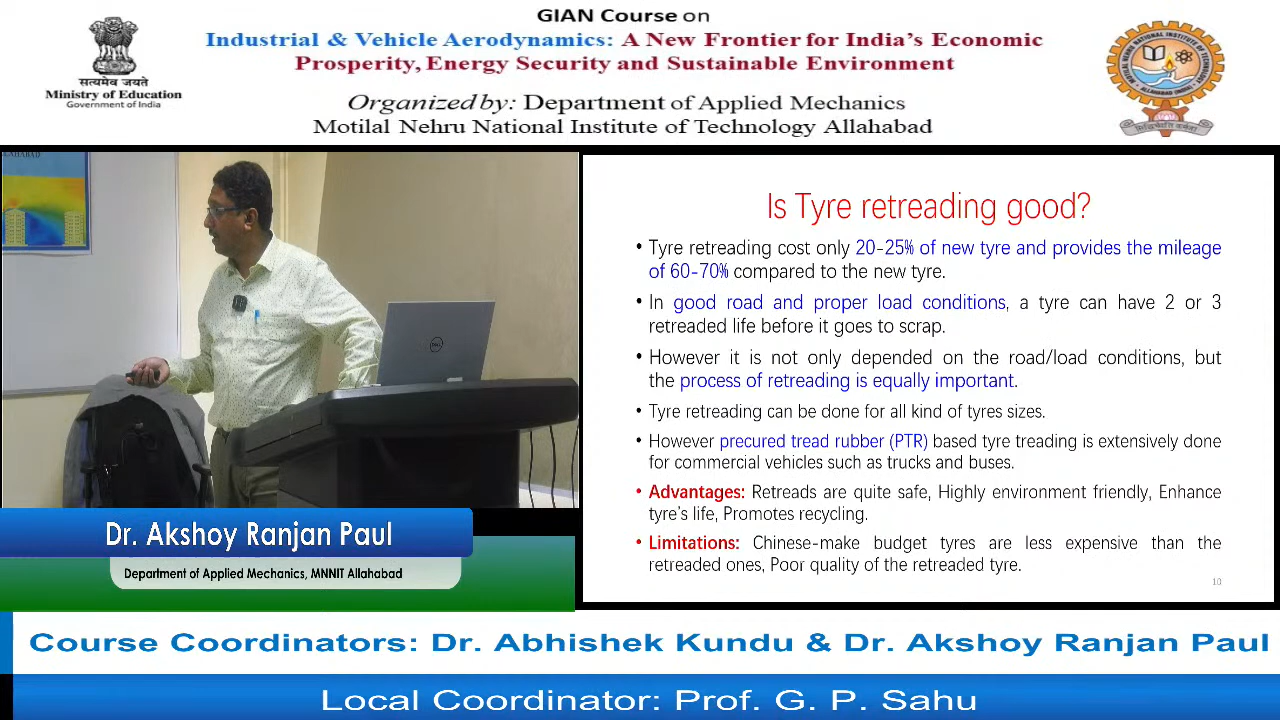 GIAN Course on
Industrial & Vehicle Aerodynamics: A New Frontier for India's Economic
Prosperity, Energy Security and Sustainable Environment
Organized by: Department of Applied Mechanics
Motilal Nehru National Institute of Technology Allahabad
सत्यमेव जयते
Ministry of Education
Government of India
Is Tyre retreading good?
• Tyre retreading cost only 20-25% of new tyre and provides the mileage
of 60-70% compared to the new tyre.
• In good road and proper load conditions, a tyre can have 2 or 3
retreaded life before it goes to scrap.
• However it is not only depended on the road/load conditions, but
the process of retreading is equally important.
• Tyre retreading can be done for all kind of tyres sizes.
• However precured tread rubber (PTR) based tyre treading is extensively done
for commercial vehicles such as trucks and buses.
• Advantages: Retreads are quite safe, Highly environment friendly, Enhance
tyre's life, Promotes recycling.
• Limitations: Chinese-make budget tyres are less expensive than the
retreaded ones, Poor quality of the retreaded tyre.
10
Dr. Akshoy Ranjan Paul
Department of Applied Mechanics, MNNIT Allahabad
Course Coordinators: Dr. Abhishek Kundu & Dr. Akshoy Ranjan Paul
Local Coordinator: Prof. G. P. Sahu